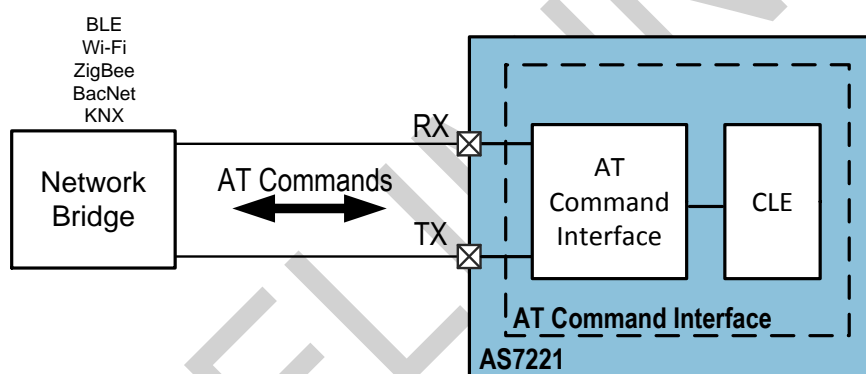 BLE
Wi-Fi
ZigBee
BacNet
KNX
Network
Bridge
AT Commands
RX
TX
AT
Command
Interface
CLE
AT Command Interface
AS7221